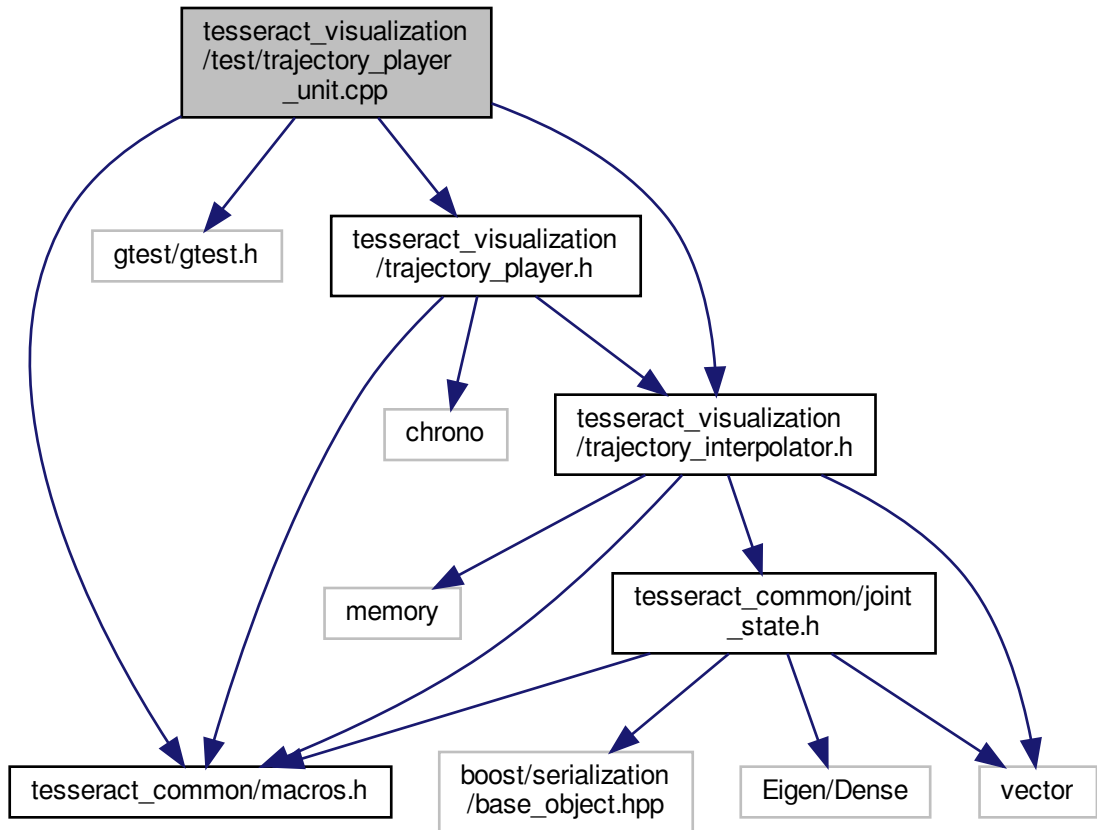 tesseract_visualization
/test/trajectory_player
_unit.cpp
gtest/gtest.h
tesseract_visualization
/trajectory_player.h
chrono
tesseract_visualization
/trajectory_interpolator.h
memory
tesseract_common/joint
_state.h
tesseract_common/macros.h
boost/serialization
/base_object.hpp
Eigen/Dense
vector